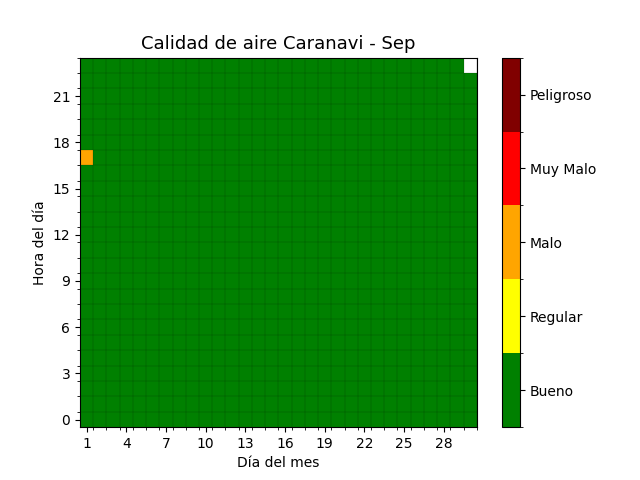 Calidad de aire Caranavi - Sep
Hora del día
21
18
15
12
9
6
3
0
1 4 7 10 13 16 19 22 25 28
Día del mes
Peligroso
Muy Malo
Malo
Regular
Bueno